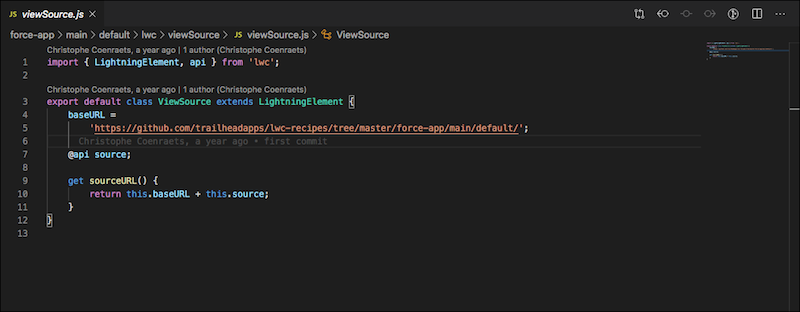 JS viewSource.js ×
force-app > main > default > lwc > viewSource > JS viewSource.js > ViewSource
Christophe Coenraets, a year ago | 1 author (Christophe Coenraets)
1 import { LightningElement, api } from 'lwc';
2
Christophe Coenraets, a year ago | 1 author (Christophe Coenraets)
3 export default class ViewSource extends LightningElement {
4 baseURL =
5 'https://github.com/trailheadapps/lwc-recipes/tree/master/force-app/main/default/';
6 Christophe Coenraets, a year ago • first commit
7 @api source;
8
9 get sourceURL() {
10 return this.baseURL + this.source;
11 }
12 }
13